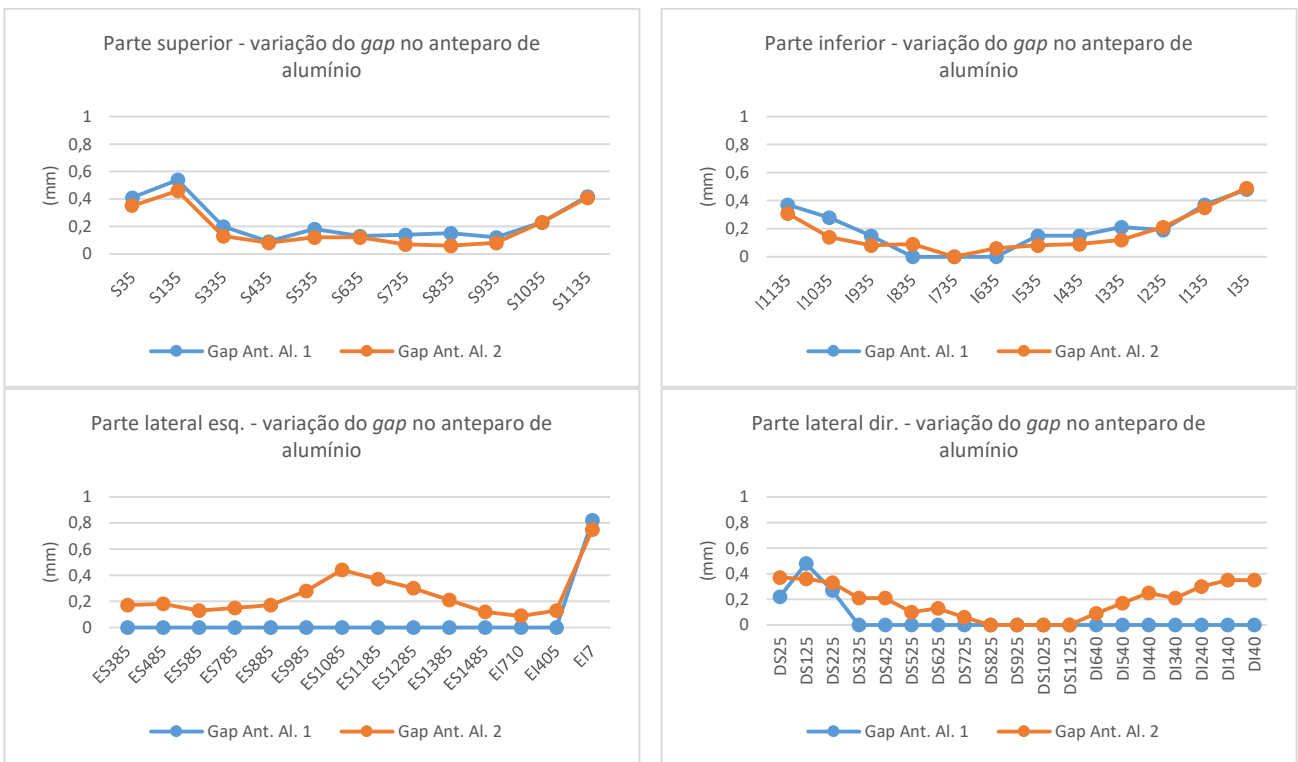 Parte superior - variação do gap no anteparo de
alumínio
(mm)
1
0,8
0,6
0,4
0,2
0
S35 S135 S335 S435 S535 S635 S735 S835 S935 S1035 S1135
Gap Ant. Al. 1 Gap Ant. Al. 2
Parte inferior - variação do gap no anteparo de
alumínio
(mm)
1
0,8
0,6
0,4
0,2
0
I1135 I1035 I935 I835 I735 I635 I535 I435 I335 I235 I135 I35
Gap Ant. Al. 1 Gap Ant. Al. 2
Parte lateral esq. - variação do gap no anteparo de
alumínio
(mm)
1
0,8
0,6
0,4
0,2
0
ES385 ES485 ES585 ES785 ES885 ES985 ES1085 ES1185 ES1285 ES1385 ES1485 EI710 EI405 EI7
Gap Ant. Al. 1 Gap Ant. Al. 2
Parte lateral dir. - variação do gap no anteparo de
alumínio
(mm)
1
0,8
0,6
0,4
0,2
0
DS25 DS125 DS225 DS325 DS425 DS525 DS625 DS725 DS825 DS925 DS1025 DS1125 DI640 DI540 DI440 DI340 DI240 DI140 DI40
Gap Ant. Al. 1 Gap Ant. Al. 2